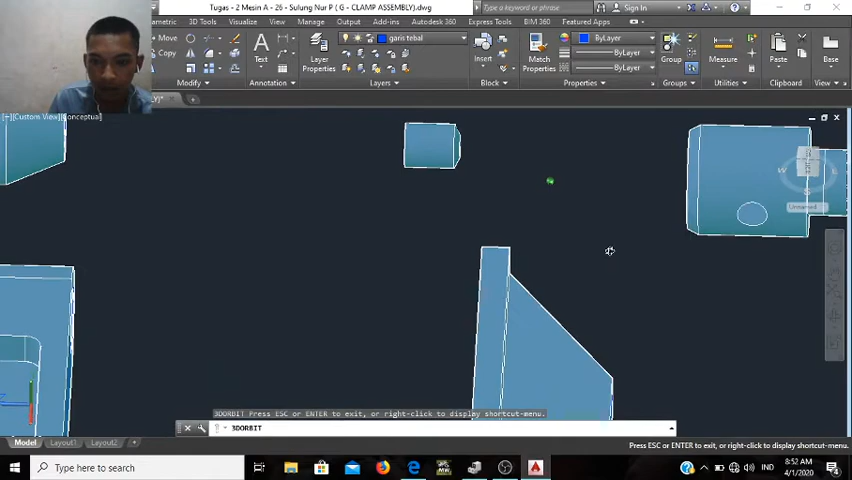 Tugas - 2 Mesin A - 26 - Sulung Nur P ( G - CLAMP ASSEMBLY).dwg
Type a keyword or phrase
Sign In
3D Tools Visualize Insert Annotate View Manage Output Add-ins Autodesk 360 Express Tools BIM 360 Featured Apps
Move
Copy
Text
Layer Properties
garis tebal
Insert
Match Properties
ByLayer
ByLayer
ByLayer
Group
Paste
Base
Modify
Annotation
Layers
Block
Properties
Groups
Utilities
Clipboard
View
[+][Custom View][Conceptual]
W
E
S
Unnamed
3DORBIT Press ESC or ENTER to exit, or right-click to display shortcut-menu.
3DORBIT
Model Layout1 Layout2
Press ESC or ENTER to exit, or right-click to display shortcut-menu.
Type here to search
IND
8:52 AM
4/1/2020